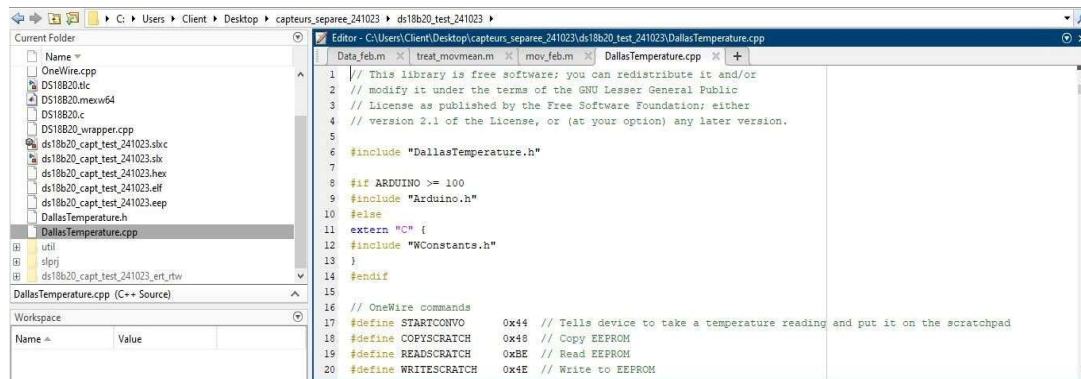 C: ▸ Users ▸ Client ▸ Desktop ▸ capteurs_separee_241023 ▸ ds18b20_test_241023 ▸
Current Folder
Name
OneWire.cpp
DS18B20.tlc
DS18B20.mexw64
DS18B20.c
DS18B20_wrapper.cpp
ds18b20_capt_test_241023.slxc
ds18b20_capt_test_241023.slx
ds18b20_capt_test_241023.hex
ds18b20_capt_test_241023.elf
ds18b20_capt_test_241023.eep
DallasTemperature.h
DallasTemperature.cpp
util
slprj
ds18b20_capt_test_241023_ert_rtw
DallasTemperature.cpp (C++ Source)
Workspace
Name Value
Editor - C:\Users\Client\Desktop\capteurs_separee_241023\ds18b20_test_241023\DallasTemperature.cpp
Data_feb.m treat_movmean.m mov_feb.m DallasTemperature.cpp
1 // This library is free software; you can redistribute it and/or
2 // modify it under the terms of the GNU Lesser General Public
3 // License as published by the Free Software Foundation; either
4 // version 2.1 of the License, or (at your option) any later version.
5
6 #include "DallasTemperature.h"
7
8 #if ARDUINO >= 100
9 #include "Arduino.h"
10 #else
11 extern "C" {
12 #include "WConstants.h"
13 }
14 #endif
15
16 // OneWire commands
17 #define STARTCONVO 0x44 // Tells device to take a temperature reading and put it on the scratchpad
18 #define COPYSCRATCH 0x48 // Copy EEPROM
19 #define READSCRATCH 0xBE // Read EEPROM
20 #define WRITESCRATCH 0x4E // Write to EEPROM